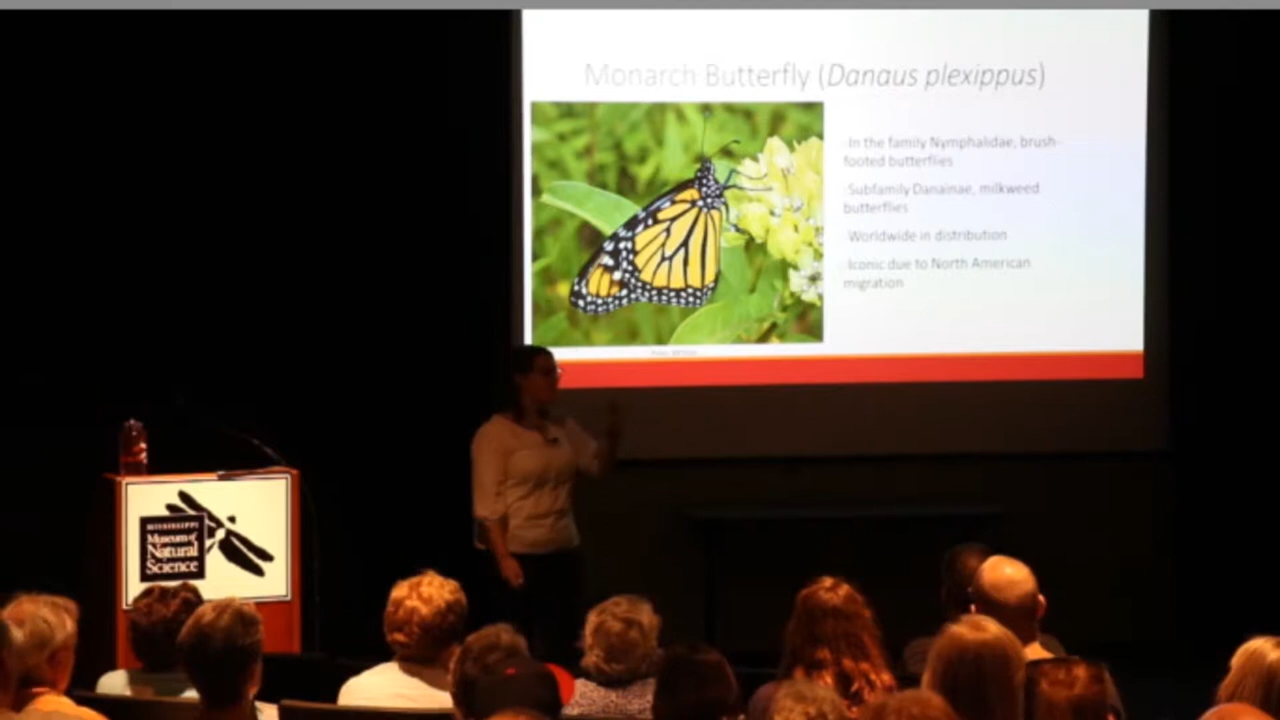 Monarch Butterfly (Danaus plexippus)
In the family Nymphalidae, brush-
footed butterflies
Subfamily Danainae, milkweed
butterflies
Worldwide in distribution
Iconic due to North American
migration
MISSISSIPPI
Museum of
Natural
Science